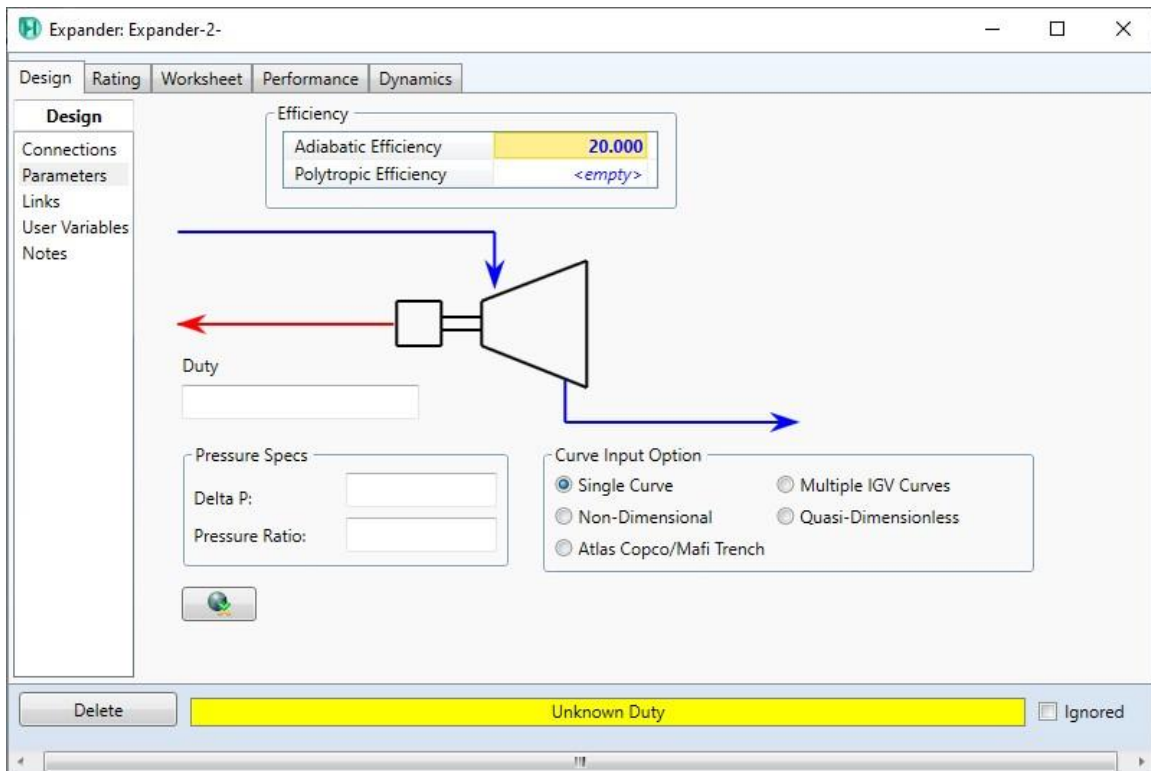 Expander: Expander-2-
Design Rating Worksheet Performance Dynamics
Design
Connections
Parameters
Links
User Variables
Notes
Efficiency
Adiabatic Efficiency 20.000
Polytropic Efficiency <empty>
Duty
Pressure Specs
Delta P:
Pressure Ratio:
Curve Input Option
Single Curve Multiple IGV Curves
Non-Dimensional Quasi-Dimensionless
Atlas Copco/Mafi Trench
Delete Unknown Duty Ignored